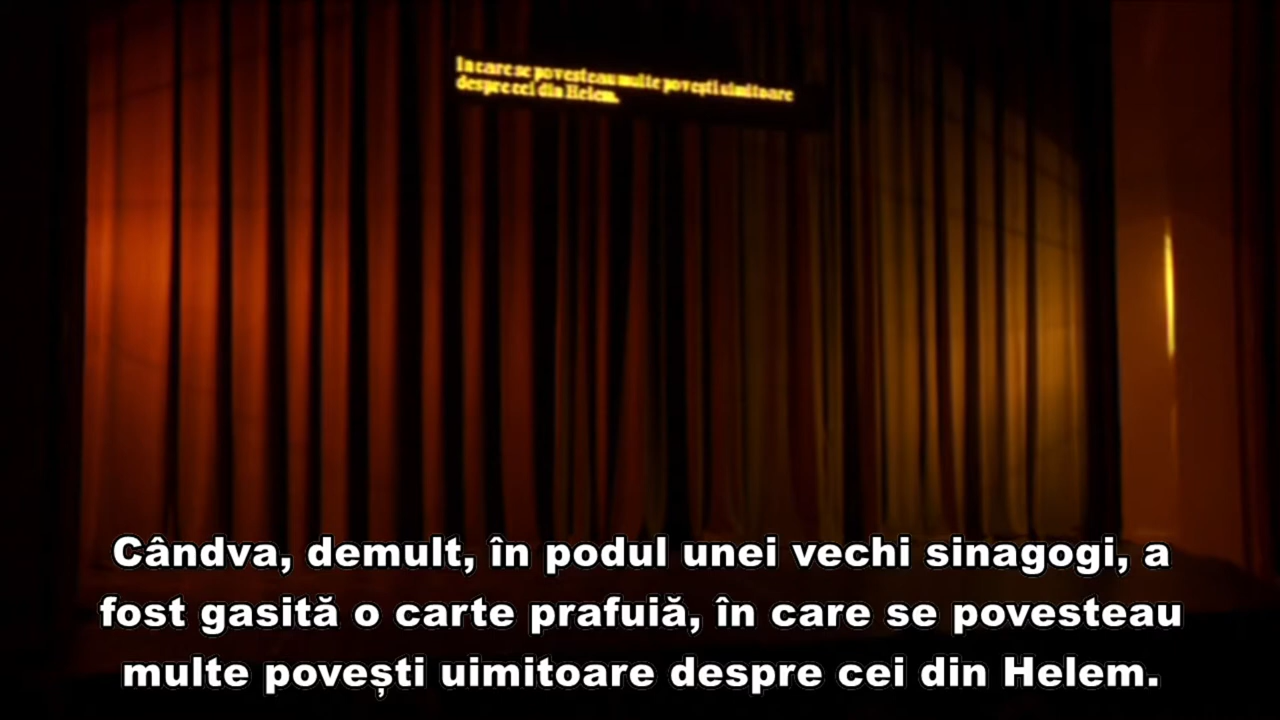 In care se povesteau multe povești uimitoare
despre cei din Helem.
Cândva, demult, în podul unei vechi sinagogi, a
fost gasită o carte prafuiă, în care se povesteau
multe povești uimitoare despre cei din Helem.